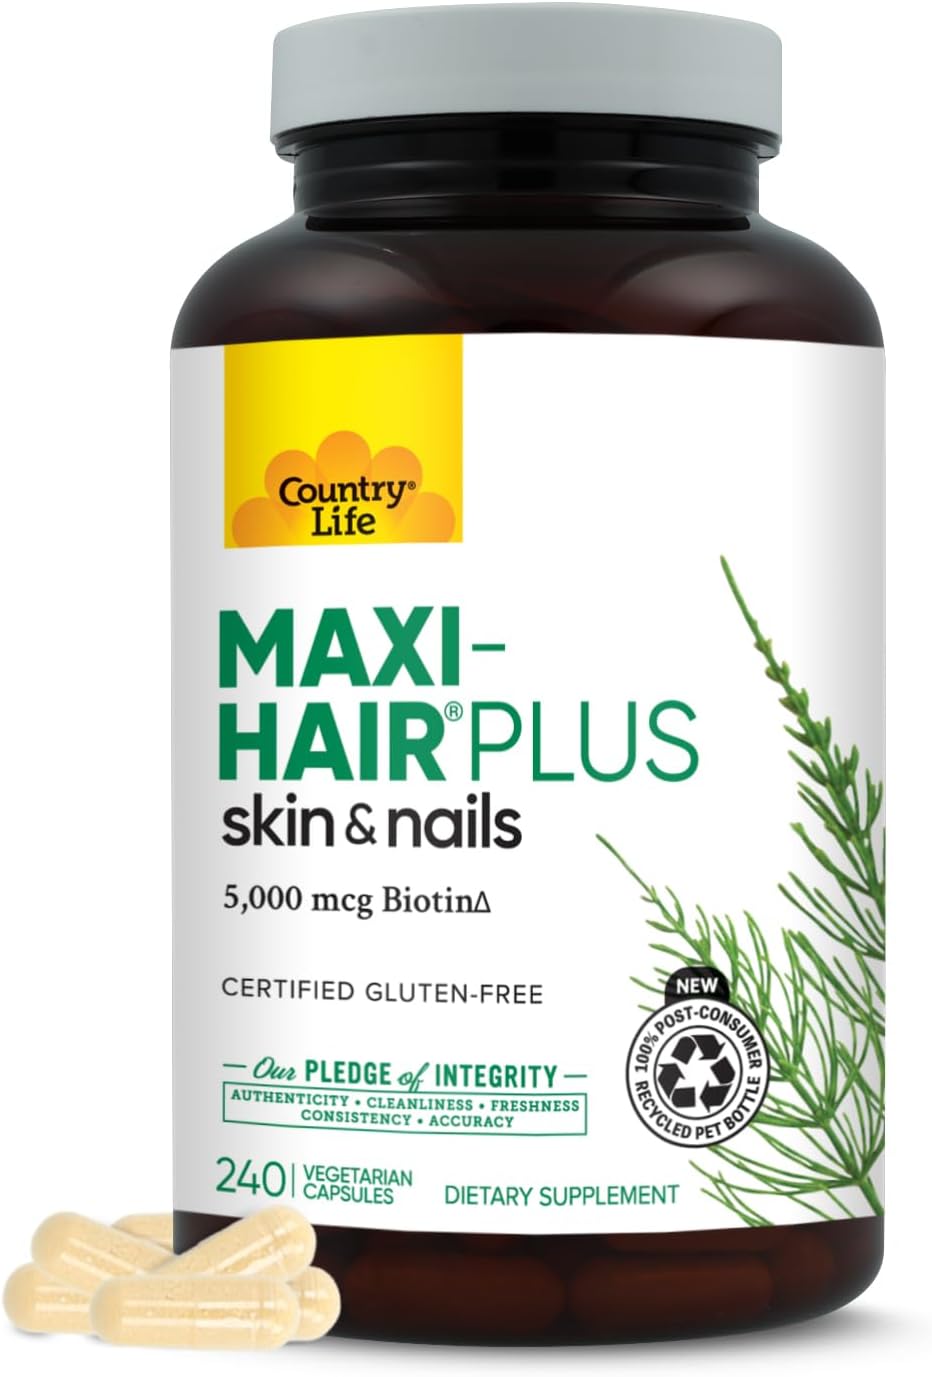 Country®
Life
MAXI-
HAIR® PLUS
skin & nails
5,000 mcg Biotin∆
CERTIFIED GLUTEN-FREE
NEW
100% POST-CONSUMER
RECYCLED PET BOTTLE
Our PLEDGE of INTEGRITY
AUTHENTICITY • CLEANLINESS • FRESHNESS
CONSISTENCY • ACCURACY
240 VEGETARIAN
CAPSULES
DIETARY SUPPLEMENT